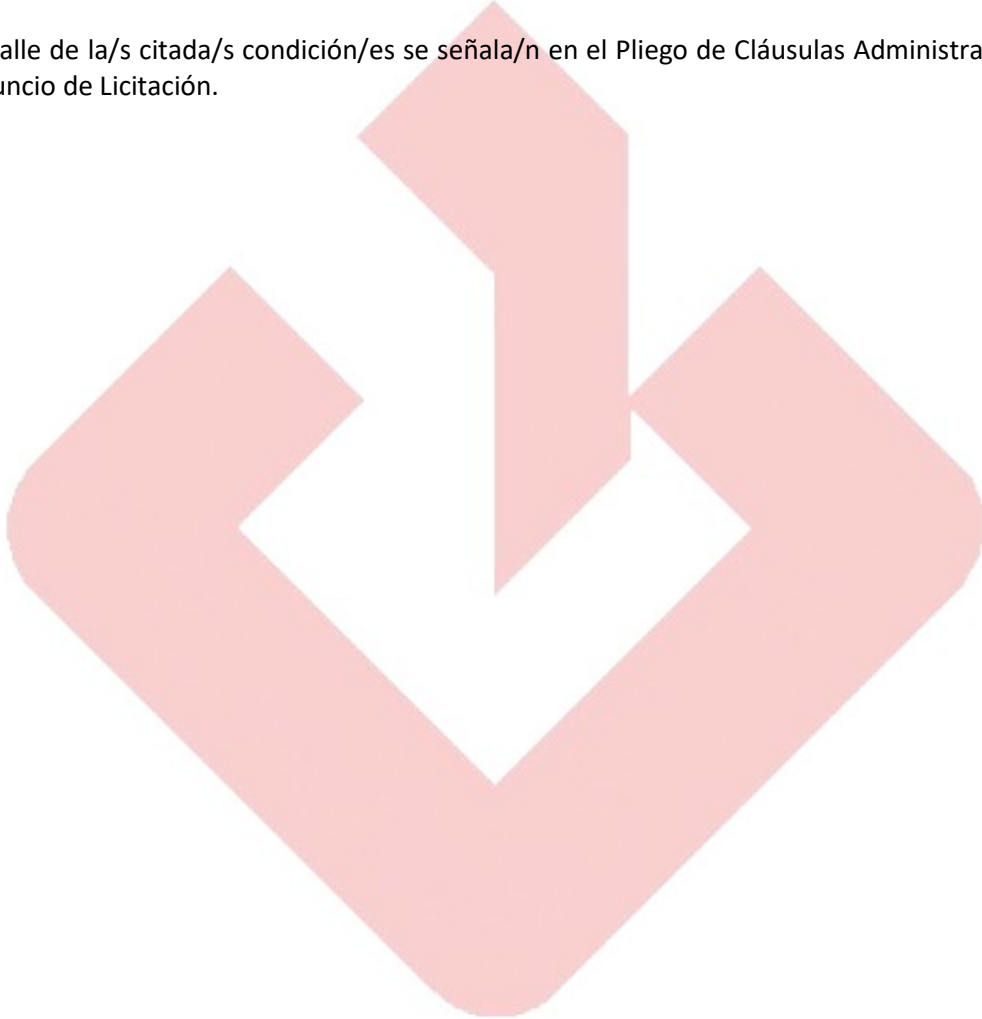 alle de la/s citada/s condición/es se señala/n en el Pliego de Cláusulas Administra
uncio de Licitación.